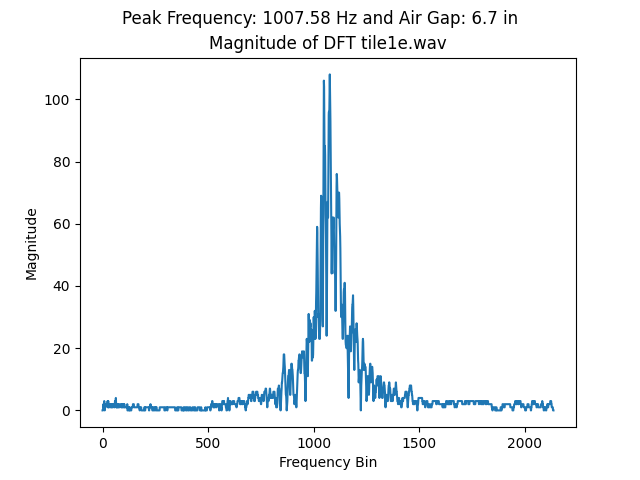 Peak Frequency: 1007.58 Hz and Air Gap: 6.7 in
Magnitude of DFT tile1e.wav
100
80
60
40
20
0
Magnitude
0 500 1000 1500 2000
Frequency Bin